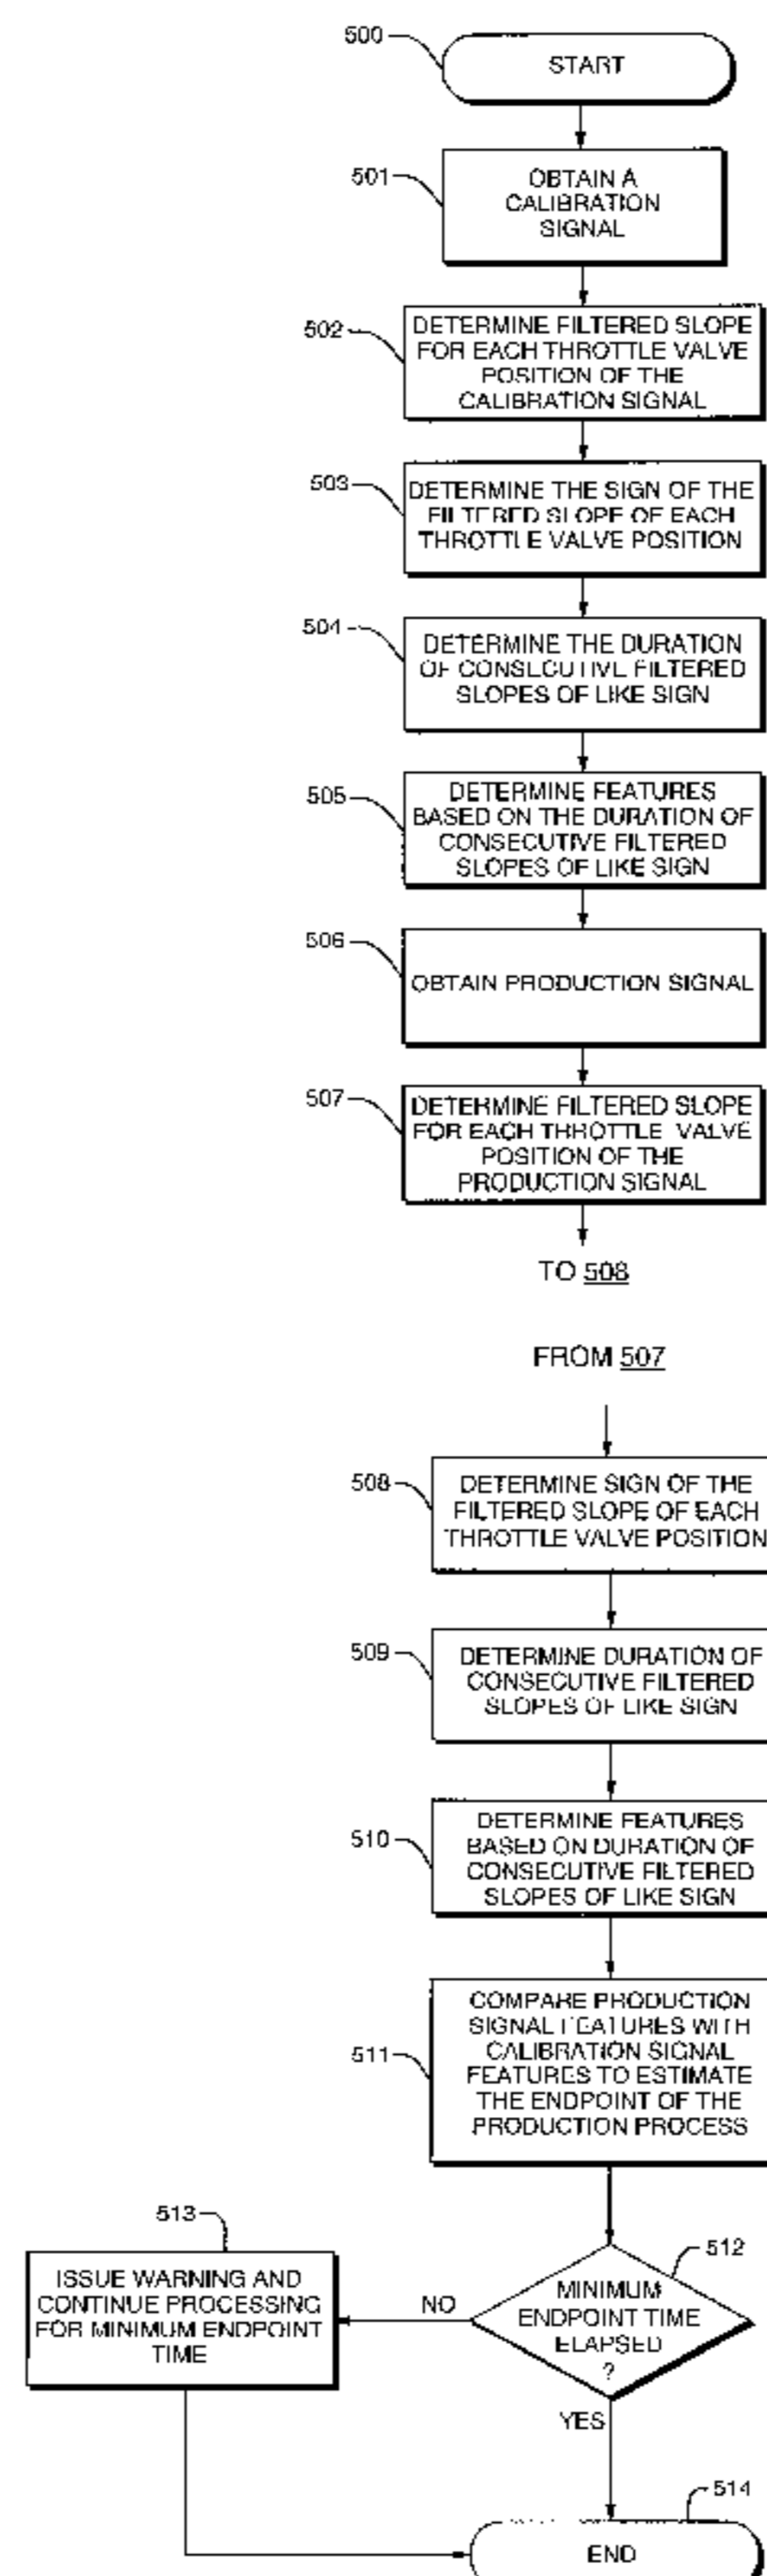 500
START
501
OBTAIN A
CALIBRATION
SIGNAL
502
DETERMINE FILTERED SLOPE
FOR EACH THROTTLE VALVE
POSITION OF THE
CALIBRATION SIGNAL
503
DETERMINE THE SIGN OF THE
FILTERED SLOPE OF EACH
THROTTLE VALVE POSITION
504
DETERMINE THE DURATION
OF CONSECUTIVE FILTERED
SLOPES OF LIKE SIGN
505
DETERMINE FEATURES
BASED ON THE DURATION OF
CONSECUTIVE FILTERED
SLOPES OF LIKE SIGN
506
OBTAIN PRODUCTION SIGNAL
507
DETERMINE FILTERED SLOPE
FOR EACH THROTTLE VALVE
POSITION OF THE
PRODUCTION SIGNAL
TO 508
FROM 507
508
DETERMINE SIGN OF THE
FILTERED SLOPE OF EACH
THROTTLE VALVE POSITION
509
DETERMINE DURATION OF
CONSECUTIVE FILTERED
SLOPES OF LIKE SIGN
510
DETERMINE FEATURES
BASED ON DURATION OF
CONSECUTIVE FILTERED
SLOPES OF LIKE SIGN
511
COMPARE PRODUCTION
SIGNAL FEATURES WITH
CALIBRATION SIGNAL
FEATURES TO ESTIMATE
THE ENDPOINT OF THE
PRODUCTION PROCESS
512
MINIMUM
ENDPOINT TIME
ELAPSED
?
NO
513
ISSUE WARNING AND
CONTINUE PROCESSING
FOR MINIMUM ENDPOINT
TIME
YES
514
END